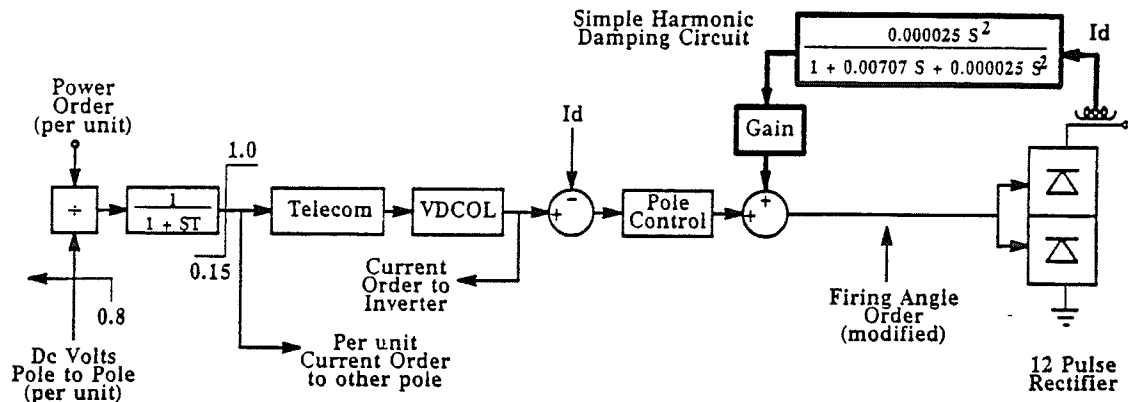 Simple Harmonic
Damping Circuit
0.000025 S²
1 + 0.00707 S + 0.000025 S²
Id
Power
Order
(per unit)
Id
Gain
1.0
÷
1
1 + ST
Telecom
VDCOL
+
-
Pole
Control
+
+
0.15
0.8
Current
Order to
Inverter
Firing Angle
Order
(modified)
Dc Volts
Pole to Pole
(per unit)
Per unit
Current Order
to other pole
12 Pulse
Rectifier